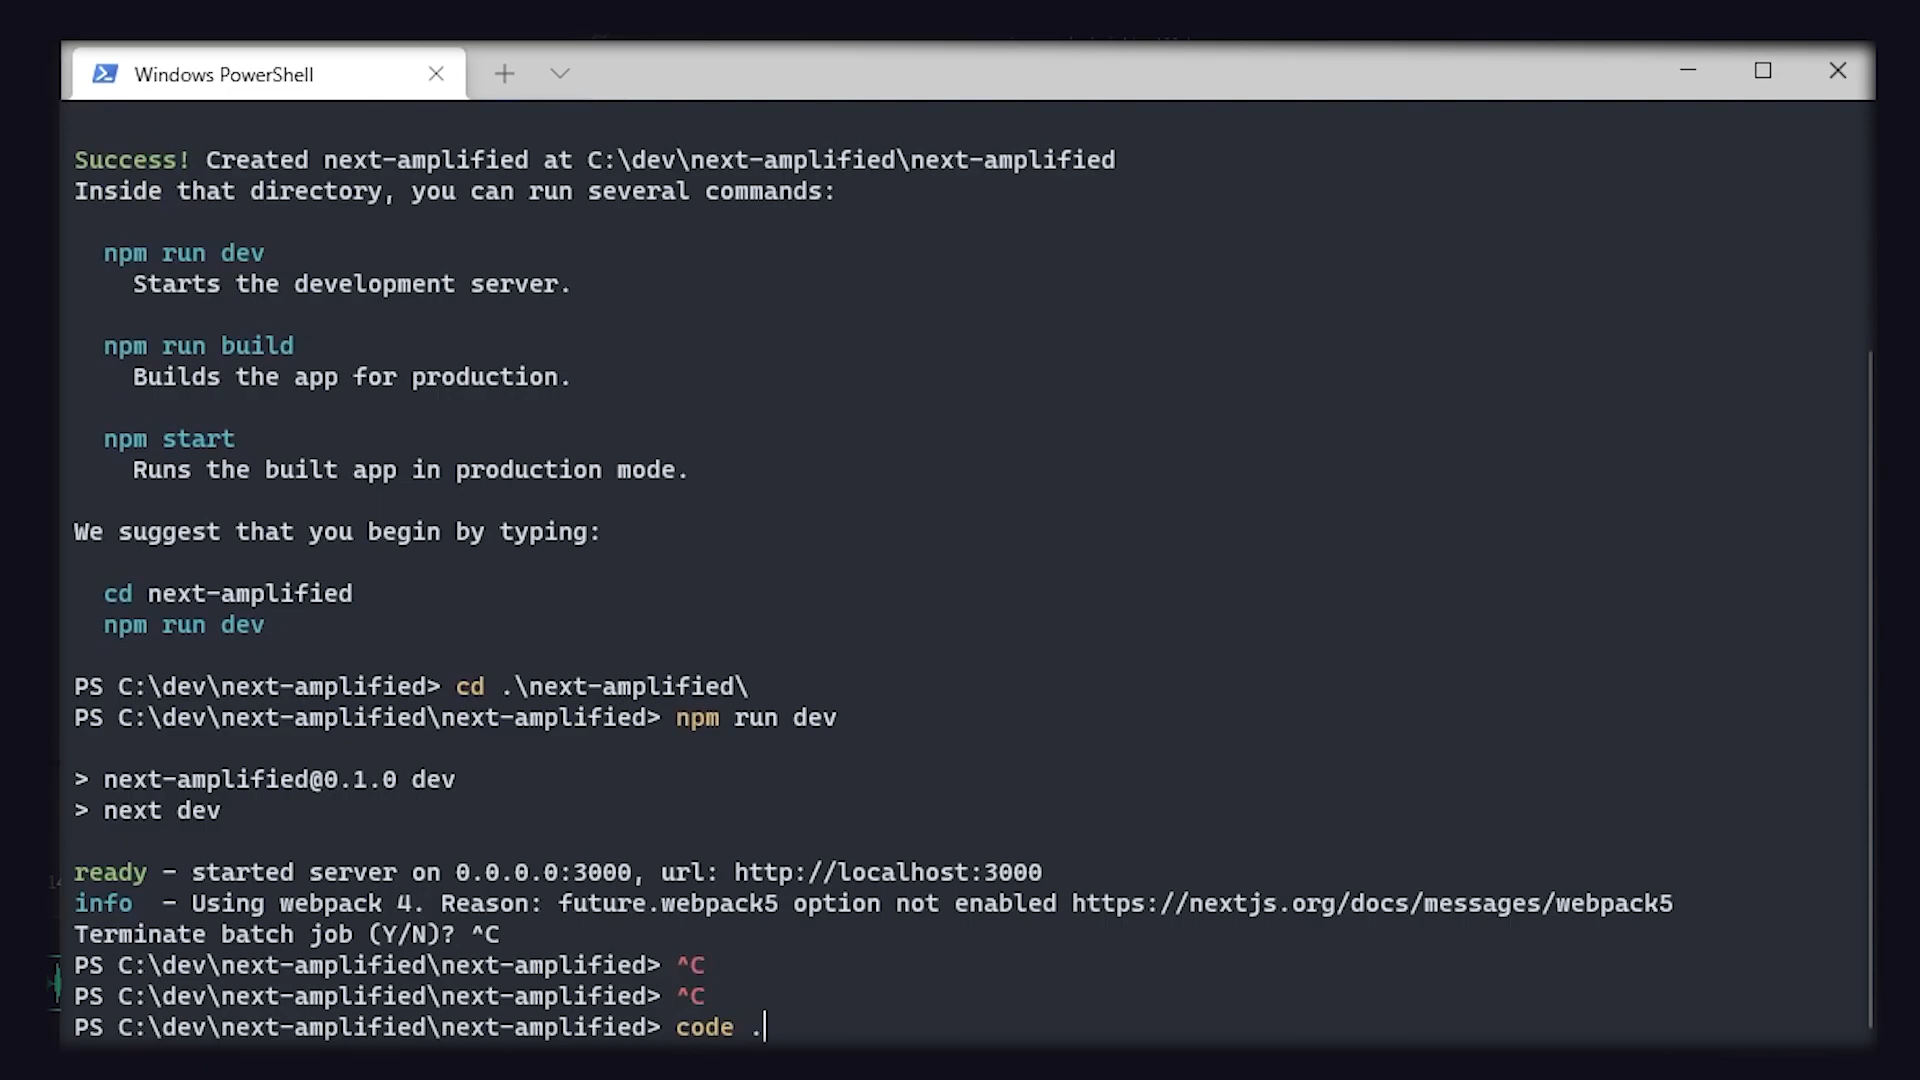 Windows PowerShell
Success! Created next-amplified at C:\dev\next-amplified\next-amplified
Inside that directory, you can run several commands:
npm run dev
Starts the development server.
npm run build
Builds the app for production.
npm start
Runs the built app in production mode.
We suggest that you begin by typing:
cd next-amplified
npm run dev
PS C:\dev\next-amplified> cd .\next-amplified\
PS C:\dev\next-amplified\next-amplified> npm run dev
> next-amplified@0.1.0 dev
> next dev
ready - started server on 0.0.0.0:3000, url: http://localhost:3000
info  - Using webpack 4. Reason: future.webpack5 option not enabled https://nextjs.org/docs/messages/webpack5
Terminate batch job (Y/N)? ^C
PS C:\dev\next-amplified\next-amplified> ^C
PS C:\dev\next-amplified\next-amplified> ^C
PS C:\dev\next-amplified\next-amplified> code .